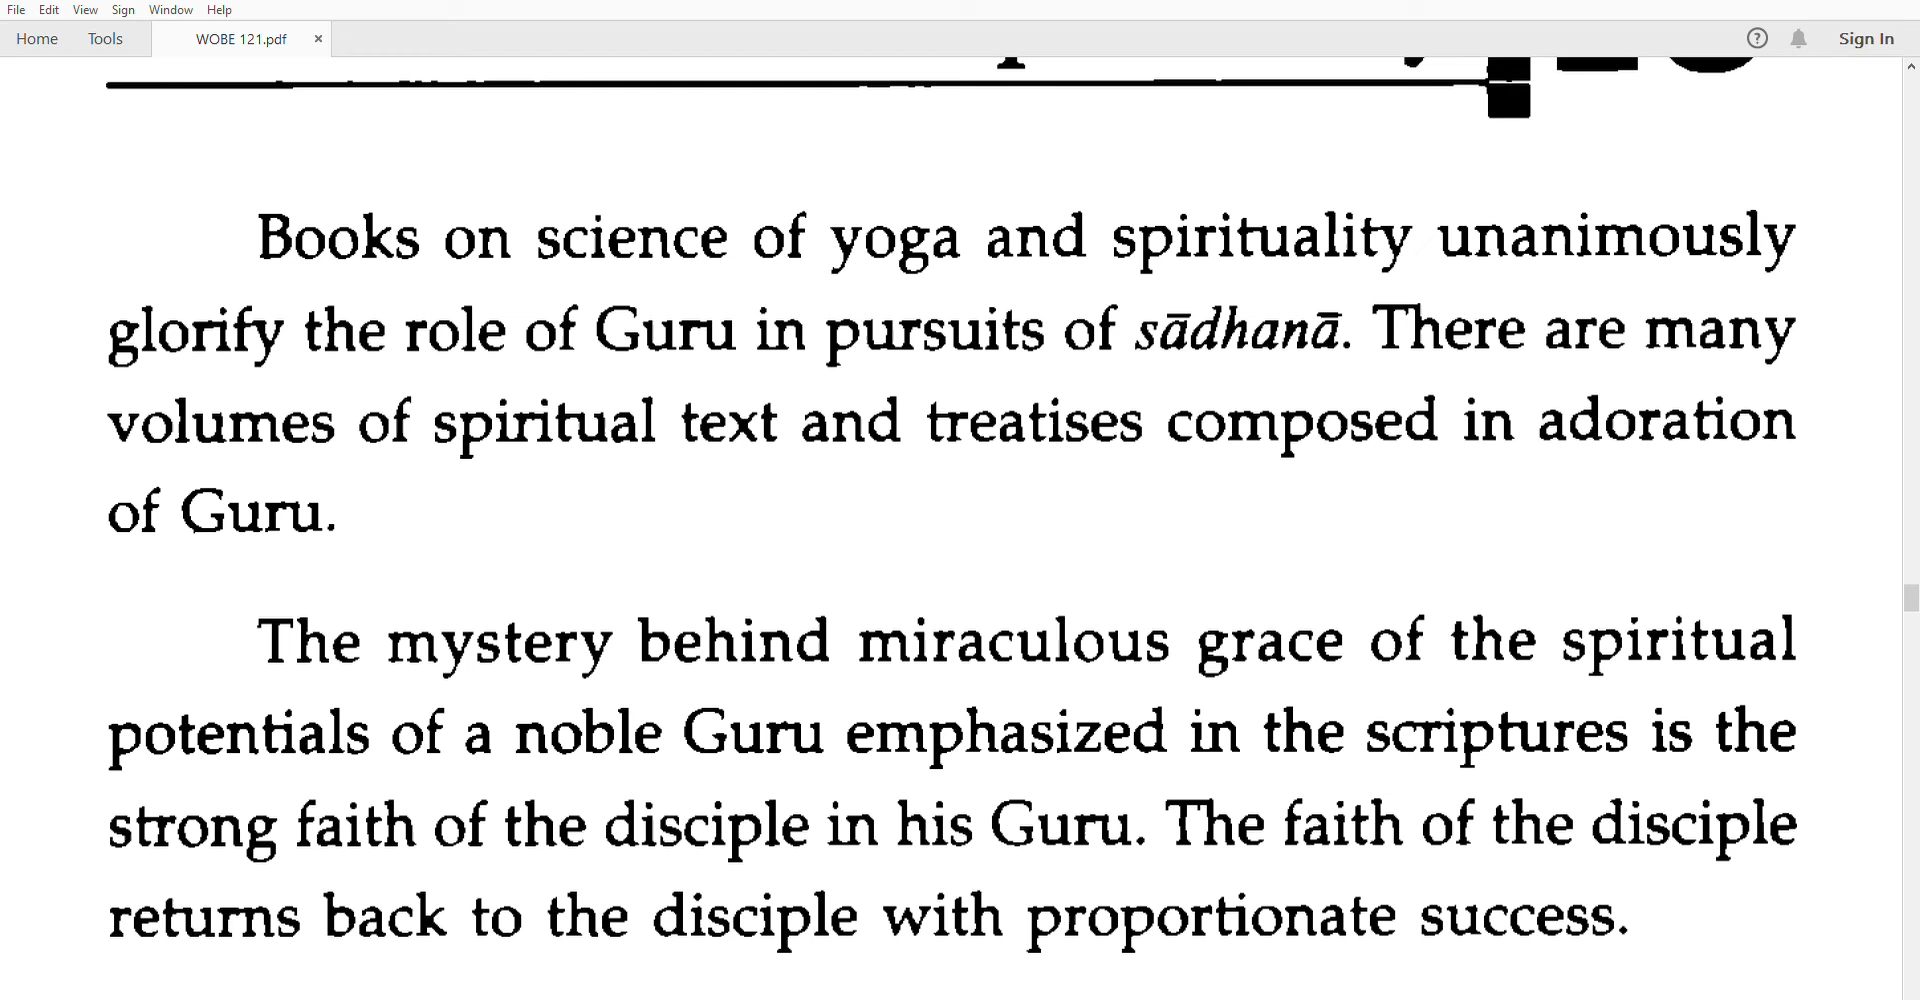 File Edit View Sign Window Help
Home Tools WOBE 121.pdf × ? Sign In
Books on science of yoga and spirituality unanimously
glorify the role of Guru in pursuits of sādhanā. There are many
volumes of spiritual text and treatises composed in adoration
of Guru.
The mystery behind miraculous grace of the spiritual
potentials of a noble Guru emphasized in the scriptures is the
strong faith of the disciple in his Guru. The faith of the disciple
returns back to the disciple with proportionate success.